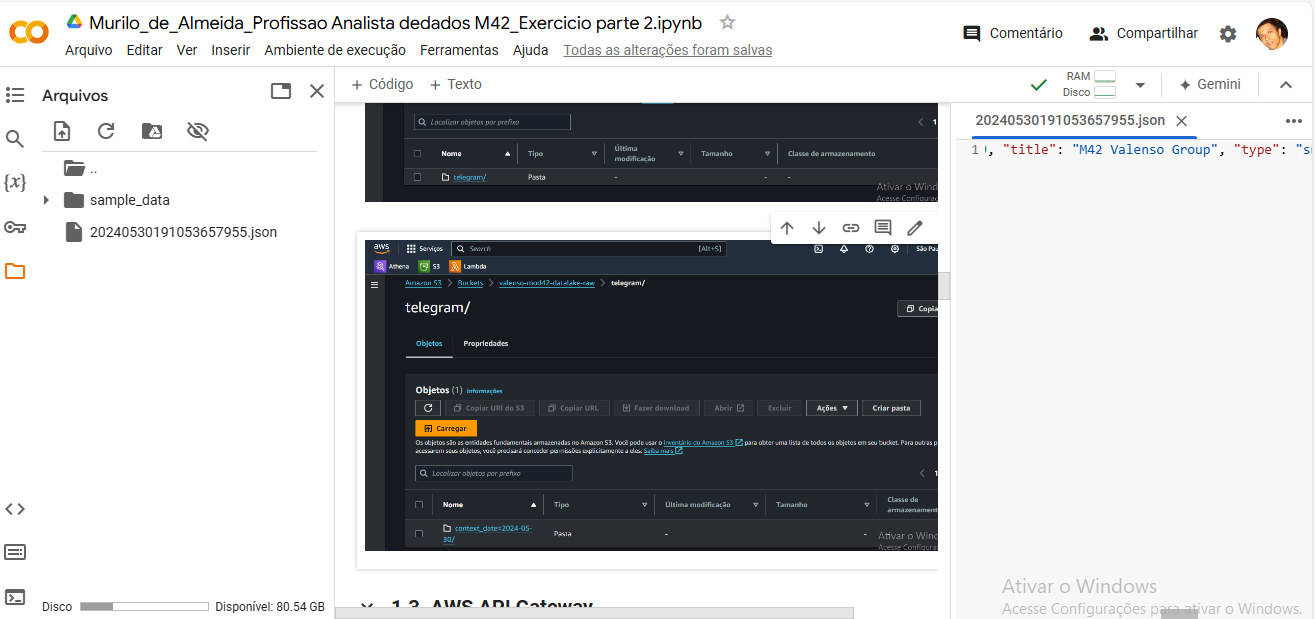 Murilo_de_Almeida_Profissao Analista dedados M42_Exercicio parte 2.ipynb
Arquivo Editar Ver Inserir Ambiente de execução Ferramentas Ajuda Todas as alterações foram salvas
Comentário Compartilhar
Arquivos
+ Código + Texto
RAM
Disco
Gemini
..
sample_data
20240530191053657955.json
Localizar objetos por prefixo
1
Nome Tipo Última modificação Tamanho Classe de armazenamento
telegram/ Pasta - - -
Ativar o Wind
Acesse Configuraç
aws Serviços Search [Alt+S] São Pau
Athena S3 Lambda
Amazon S3 > Buckets > valenso-mod42-datalake-raw > telegram/
telegram/
Copia
Objetos Propriedades
Objetos (1) Informações
Copiar URI do S3 Copiar URL Fazer download Abrir Excluir Ações Criar pasta
Carregar
Os objetos são as entidades fundamentais armazenadas no Amazon S3. Você pode usar o inventário do Amazon S3 para obter uma lista de todos os objetos em seu bucket. Para outras p
acessarem seus objetos, você precisará conceder permissões explicitamente a eles. Saiba mais
Localizar objetos por prefixo
1
Nome Tipo Última modificação Tamanho Classe de
armazenament
context_date=2024-05-
30/
Pasta - -
Ativar o Wind
Acesse Configuraç
1.3. AWS API Gateway
Disco Disponível: 80.54 GB
20240530191053657955.json
1 , "title": "M42 Valenso Group", "type": "su
Ativar o Windows
Acesse Configurações para ativar o Windows.